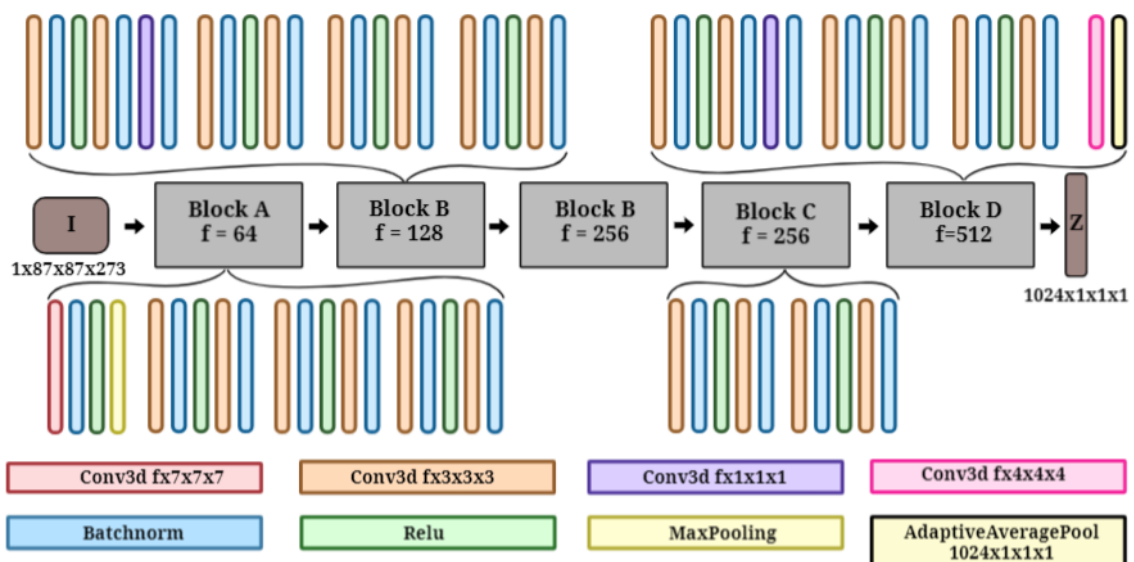 I
1x87x87x273
Block A
f = 64
Block B
f = 128
Block B
f = 256
Block C
f = 256
Block D
f=512
Z
1024x1x1x1
Conv3d fx7x7x7
Conv3d fx3x3x3
Conv3d fx1x1x1
Conv3d fx4x4x4
Batchnorm
Relu
MaxPooling
AdaptiveAveragePool
1024x1x1x1